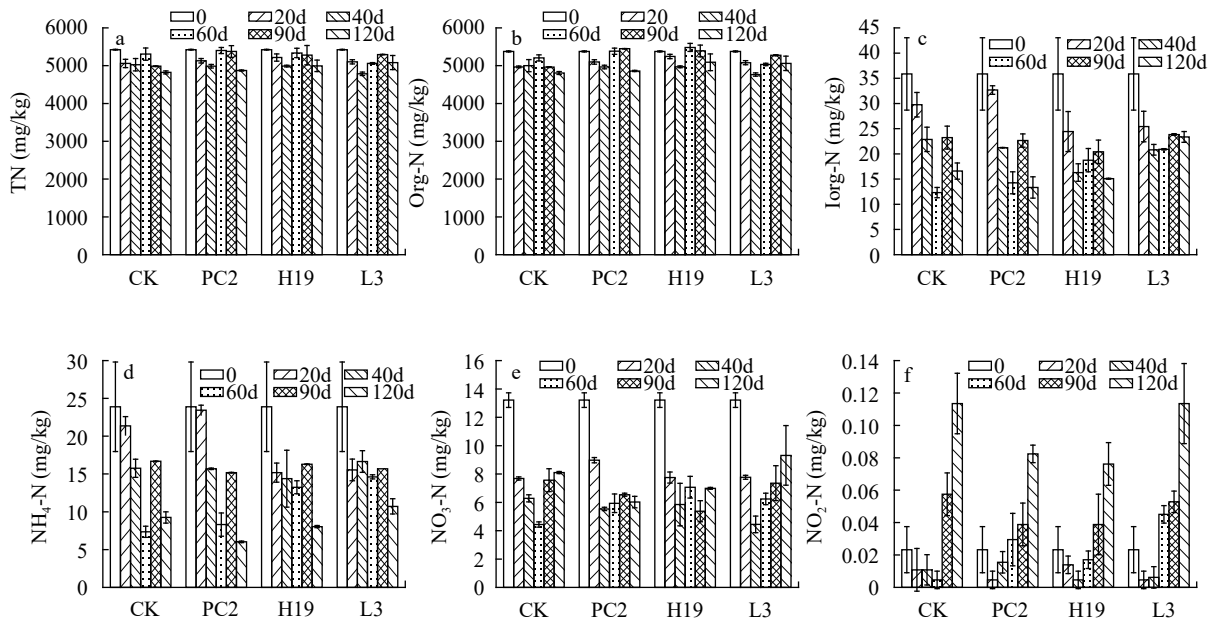 a
0 20d 40d
60d 90d 120d
TN (mg/kg)
6000
5000
4000
3000
2000
1000
0
CK PC2 H19 L3
b
0 20 40d
60d 90d 120d
Org-N (mg/kg)
6000
5000
4000
3000
2000
1000
0
CK PC2 H19 L3
c
0 20d 40d
60d 90d 120d
Iorg-N (mg/kg)
45
40
35
30
25
20
15
10
5
0
CK PC2 H19 L3
d
0 20d 40d
60d 90d 120d
NH₄-N (mg/kg)
30
25
20
15
10
5
0
CK PC2 H19 L3
e
0 20d 40d
60d 90d 120d
NO₃-N (mg/kg)
16
14
12
10
8
6
4
2
0
CK PC2 H19 L3
f
0 20d 40d
60d 90d 120d
NO₂-N (mg/kg)
0.14
0.12
0.10
0.08
0.06
0.04
0.02
0
CK PC2 H19 L3